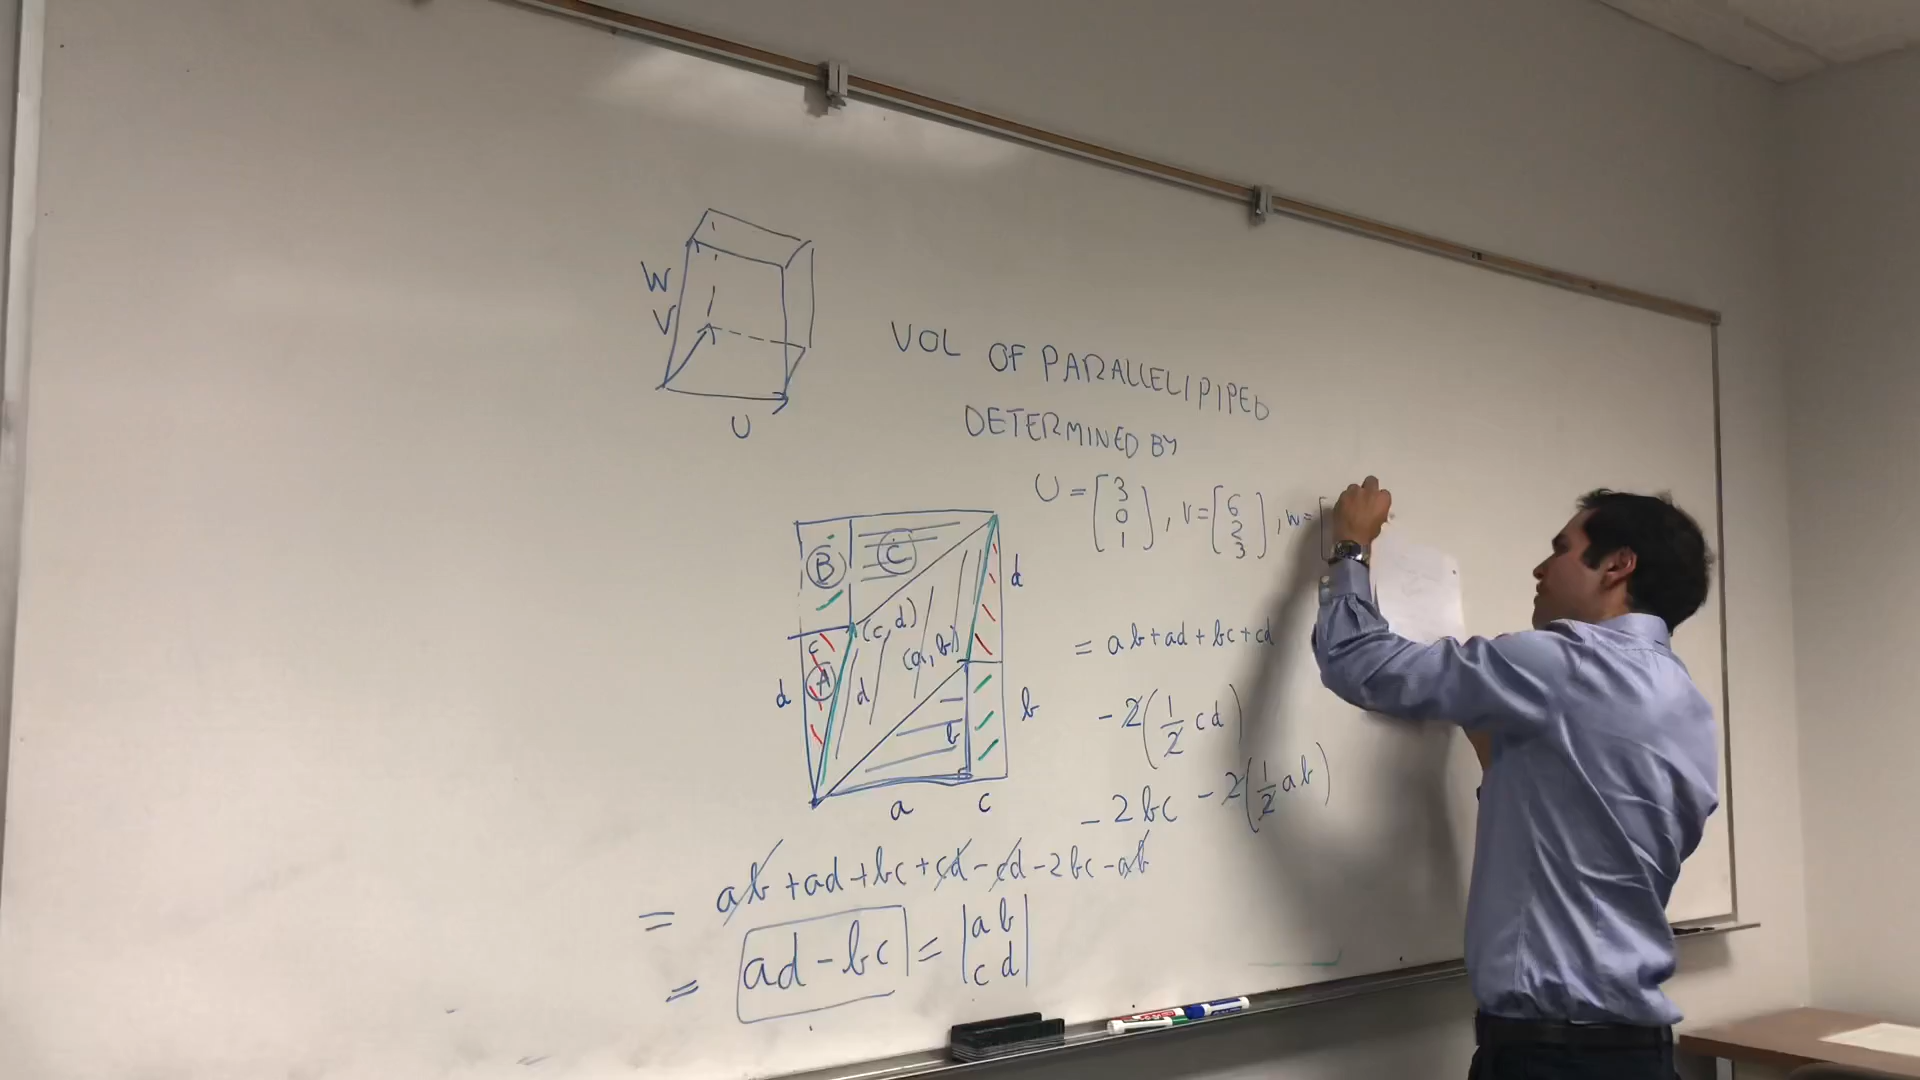 W
V
U
VOL OF PARALLELIPIPED
DETERMINED BY
U = [3 0 1], V = [6 2 3], W = [
B C
d
(c, d)
(a, b)
c
A
d d b
b
a c
= ab + ad + bc + cd
- 2(1/2 cd)
- 2bc - 2(1/2 ab)
= ab + ad + bc + cd - cd - 2bc - ab
= ad - bc = |a b
c d|